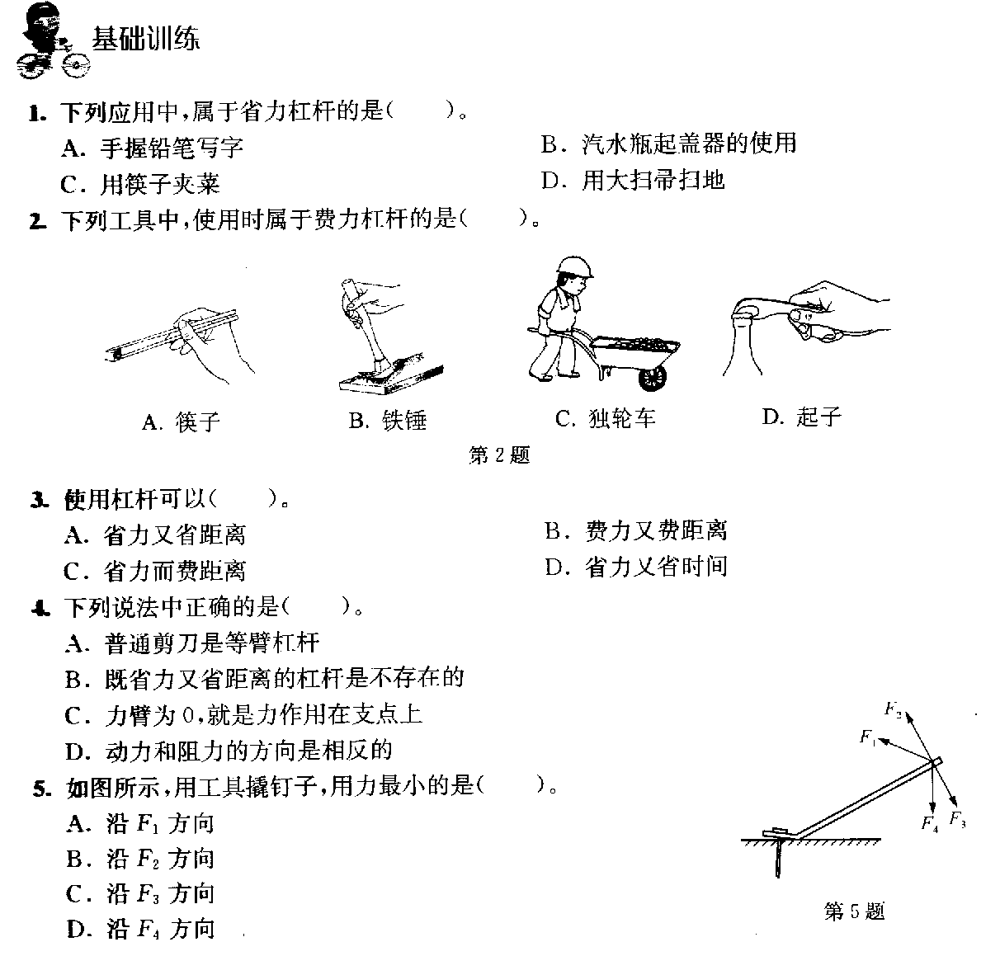 基础训练
1. 下列应用中,属于省力杠杆的是(　　)。
A. 手握铅笔写字　　B. 汽水瓶起盖器的使用
C. 用筷子夹菜　　D. 用大扫帚扫地
2. 下列工具中,使用时属于费力杠杆的是(　　)。
A. 筷子　　B. 铁锤　　C. 独轮车　　D. 起子
第2题
3. 使用杠杆可以(　　)。
A. 省力又省距离　　B. 费力又费距离
C. 省力而费距离　　D. 省力又省时间
4. 下列说法中正确的是(　　)。
A. 普通剪刀是等臂杠杆
B. 既省力又省距离的杠杆是不存在的
C. 力臂为0,就是力作用在支点上
D. 动力和阻力的方向是相反的
5. 如图所示,用工具撬钉子,用力最小的是(　　)。
A. 沿 F₁ 方向
B. 沿 F₂ 方向
C. 沿 F₃ 方向
D. 沿 F₄ 方向
F₂
F₁
F₄ F₃
第5题